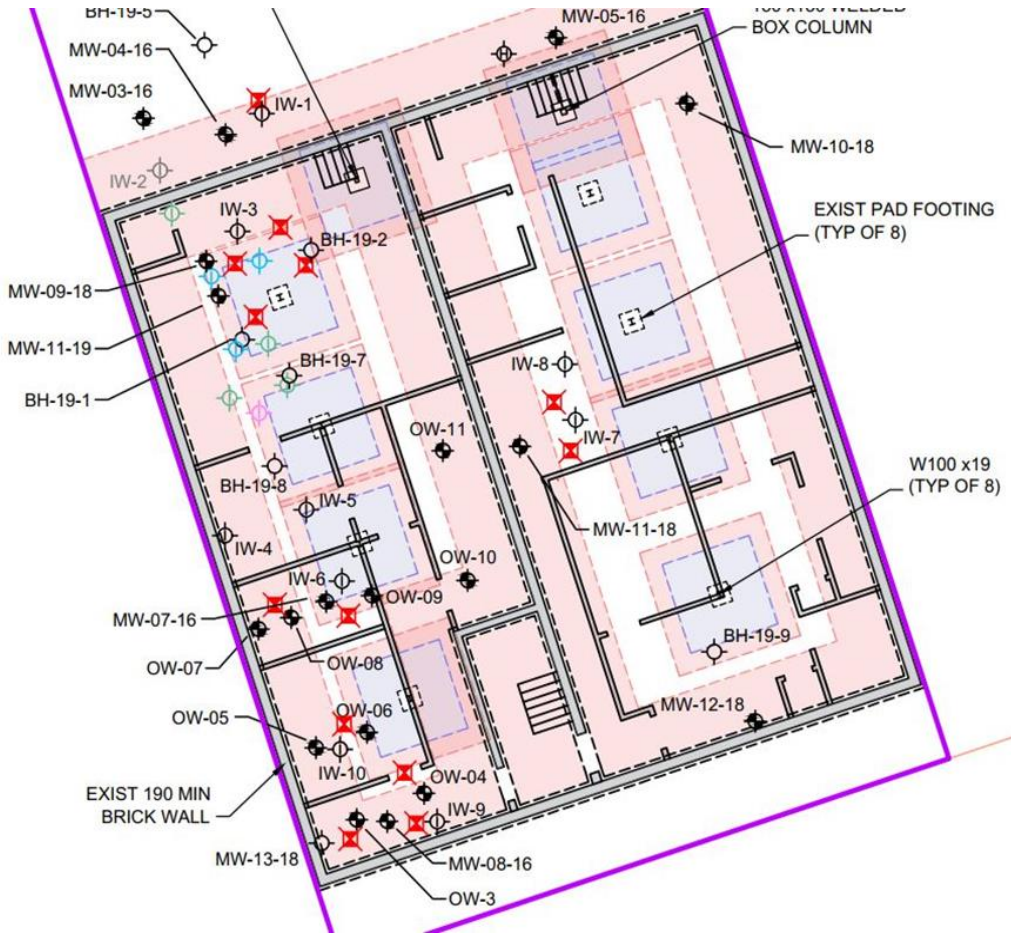 BH-19-5
MW-04-16
MW-03-16
IW-1
IW-2
MW-05-16
100 x100 WELDED
BOX COLUMN
MW-10-18
IW-3
BH-19-2
EXIST PAD FOOTING
(TYP OF 8)
MW-09-18
MW-11-19
BH-19-1
BH-19-7
IW-8
IW-7
OW-11
BH-19-8
W100 x19
(TYP OF 8)
IW-5
MW-11-18
IW-4
OW-10
IW-6
OW-09
MW-07-16
OW-07
OW-08
BH-19-9
OW-05
OW-06
MW-12-18
IW-10
EXIST 190 MIN
BRICK WALL
OW-04
IW-9
MW-13-18
MW-08-16
OW-3